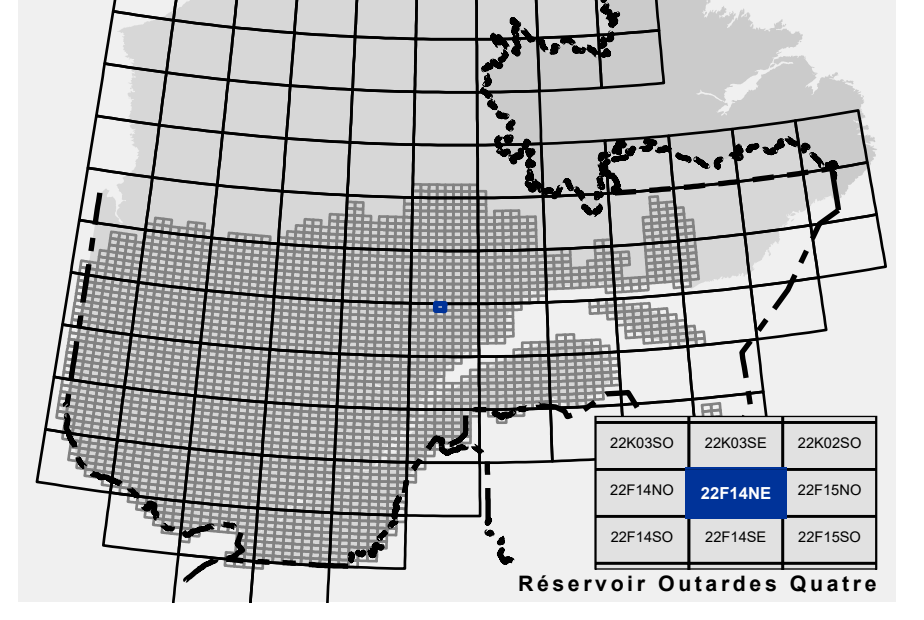 22K03SO 22K03SE 22K02SO
22F14NO 22F14NE 22F15NO
22F14SO 22F14SE 22F15SO
Réservoir Outardes Quatre